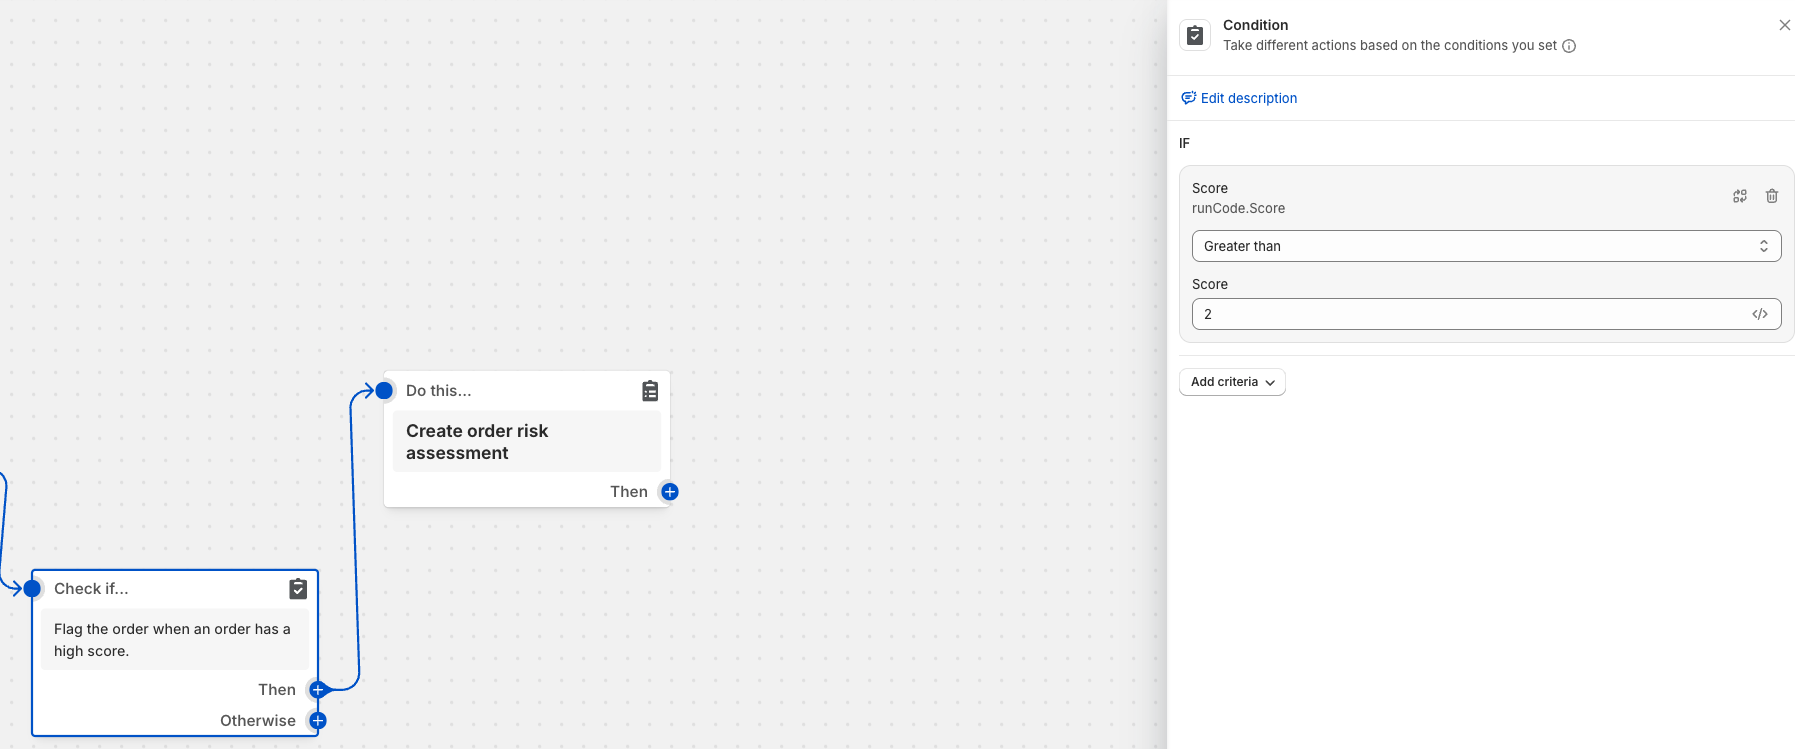 Do this...
Create order risk
assessment
Then
Check if...
Flag the order when an order has a
high score.
Then
Otherwise
Condition
Take different actions based on the conditions you set
Edit description
IF
Score
runCode.Score
Greater than
Score
2
Add criteria